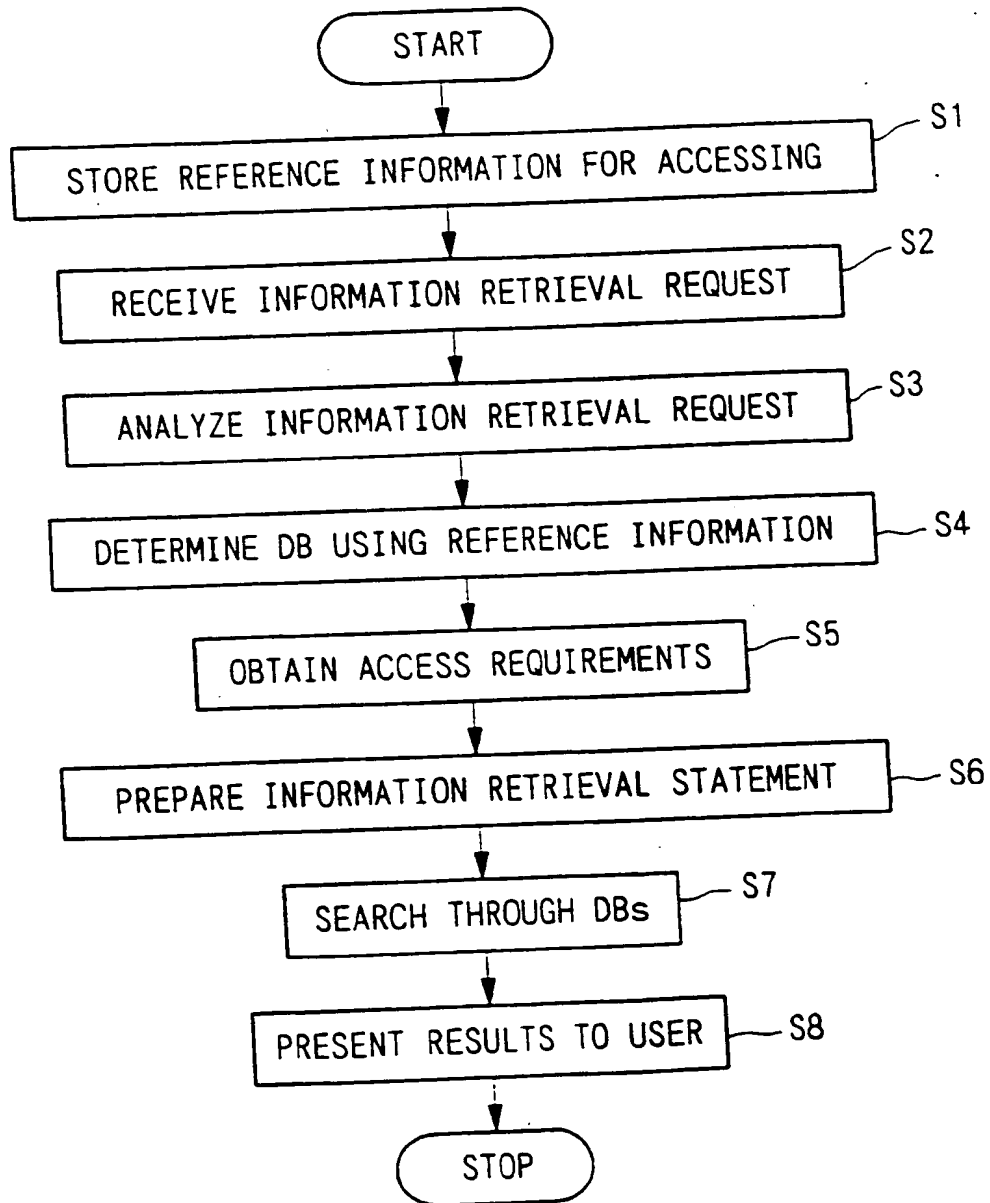 START
STORE REFERENCE INFORMATION FOR ACCESSING
S1
RECEIVE INFORMATION RETRIEVAL REQUEST
S2
ANALYZE INFORMATION RETRIEVAL REQUEST
S3
DETERMINE DB USING REFERENCE INFORMATION
S4
OBTAIN ACCESS REQUIREMENTS
S5
PREPARE INFORMATION RETRIEVAL STATEMENT
S6
SEARCH THROUGH DBs
S7
PRESENT RESULTS TO USER
S8
STOP